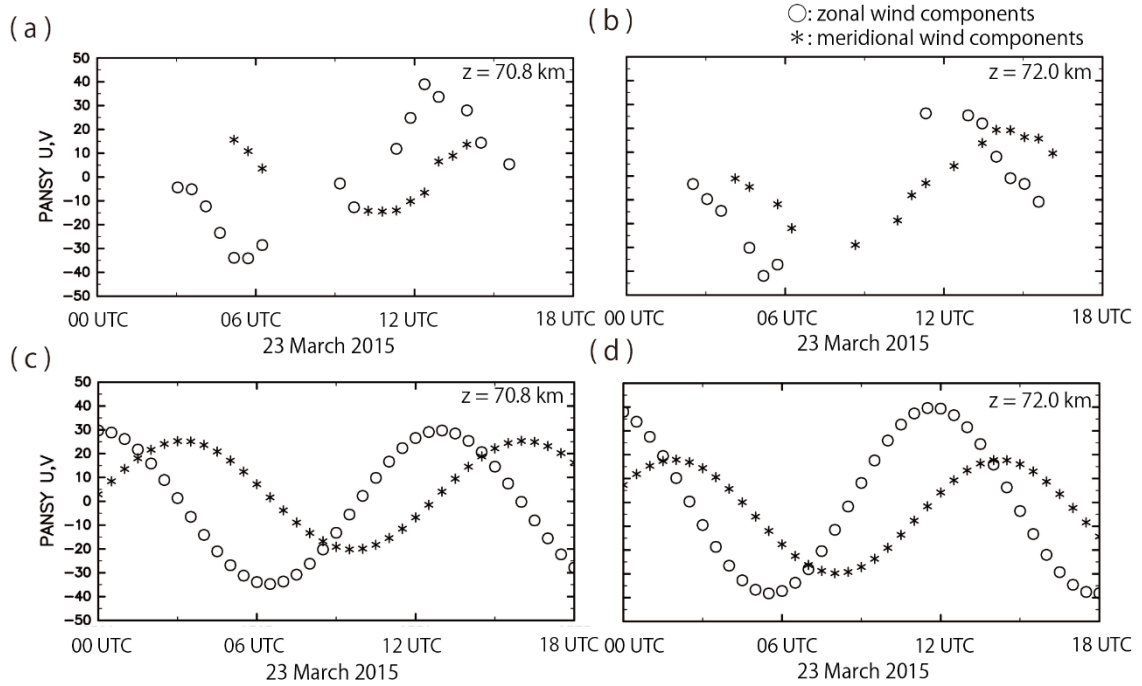 (a)
(b)
○: zonal wind components
*: meridional wind components
z = 70.8 km
z = 72.0 km
PANSY U,V
50
40
30
20
10
0
−10
−20
−30
−40
−50
00 UTC 06 UTC 12 UTC 18 UTC
23 March 2015
00 UTC 06 UTC 12 UTC 18 UTC
23 March 2015
(c)
(d)
z = 70.8 km
z = 72.0 km
PANSY U,V
50
40
30
20
10
0
−10
−20
−30
−40
−50
00 UTC 06 UTC 12 UTC 18 UTC
23 March 2015
00 UTC 06 UTC 12 UTC 18 UTC
23 March 2015